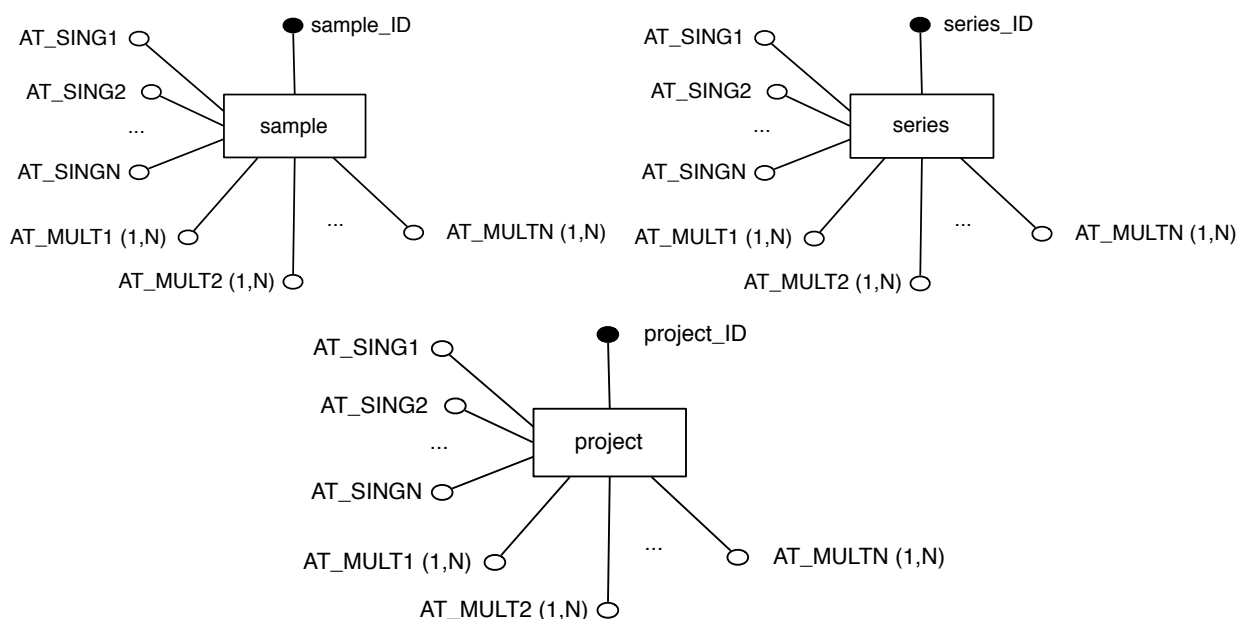 sample_ID
AT_SING1
AT_SING2
...
AT_SINGN
sample
AT_MULT1 (1,N)
AT_MULT2 (1,N)
...
AT_MULTN (1,N)
series_ID
AT_SING1
AT_SING2
...
AT_SINGN
series
AT_MULT1 (1,N)
AT_MULT2 (1,N)
...
AT_MULTN (1,N)
project_ID
AT_SING1
AT_SING2
...
AT_SINGN
project
AT_MULT1 (1,N)
AT_MULT2 (1,N)
...
AT_MULTN (1,N)